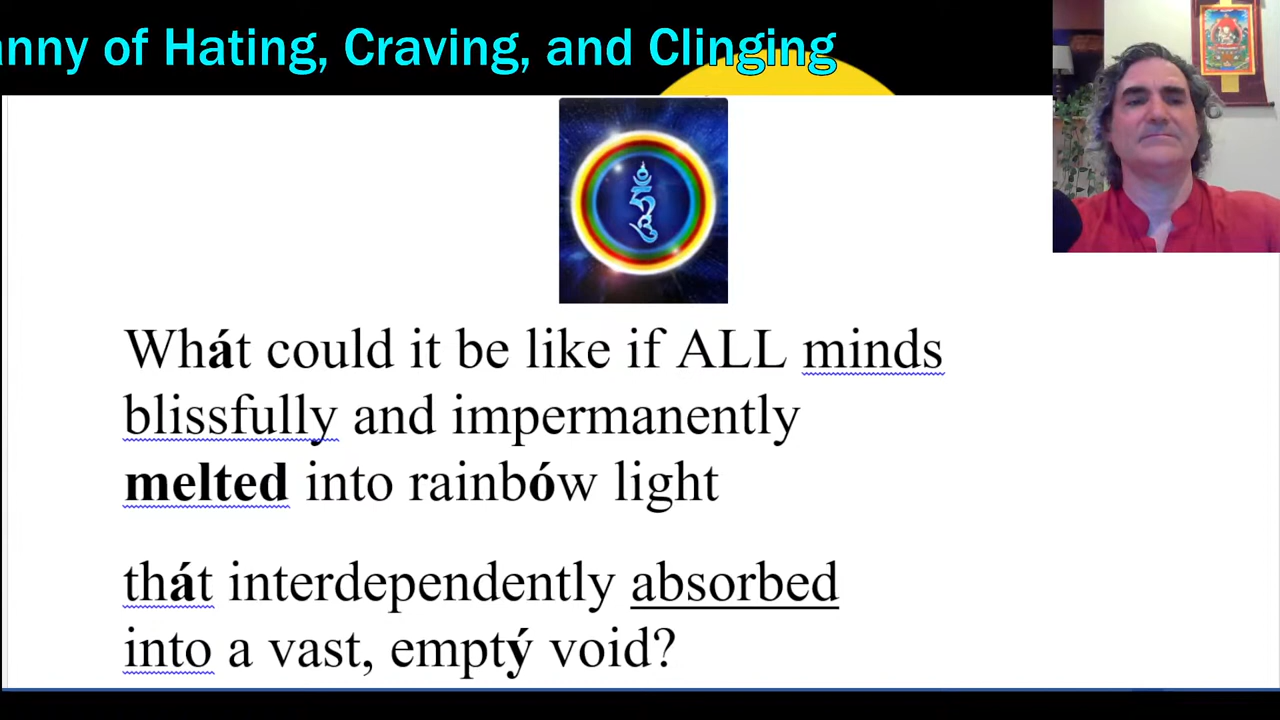 anny of Hating, Craving, and Clinging
ཧཱུྃ
Whát could it be like if ALL minds
blissfully and impermanently
melted into rainbów light
thát interdependently absorbed
into a vast, emptý void?